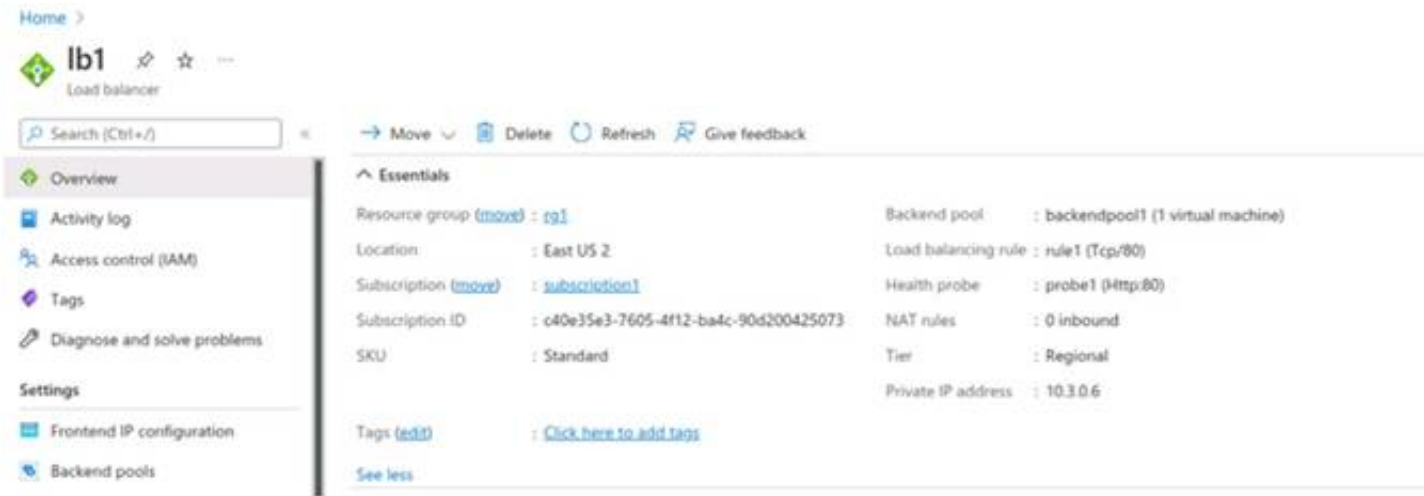 Home >
lb1
Load balancer
Search (Ctrl+/)
«
Move Delete Refresh Give feedback
Overview
Activity log
Access control (IAM)
Tags
Diagnose and solve problems
Settings
Frontend IP configuration
Backend pools
Essentials
Resource group (move) : rg1
Location : East US 2
Subscription (move) : subscription1
Subscription ID : c40e35e3-7605-4f12-ba4c-90d200425073
SKU : Standard
Tags (edit) : Click here to add tags
See less
Backend pool : backendpool1 (1 virtual machine)
Load balancing rule : rule1 (Tcp/80)
Health probe : probe1 (Http:80)
NAT rules : 0 inbound
Tier : Regional
Private IP address : 10.3.0.6